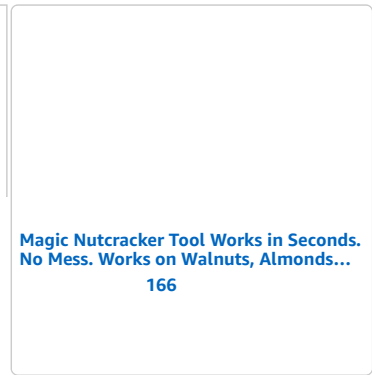 Magic Nutcracker Tool Works in Seconds.
No Mess. Works on Walnuts, Almonds…
166